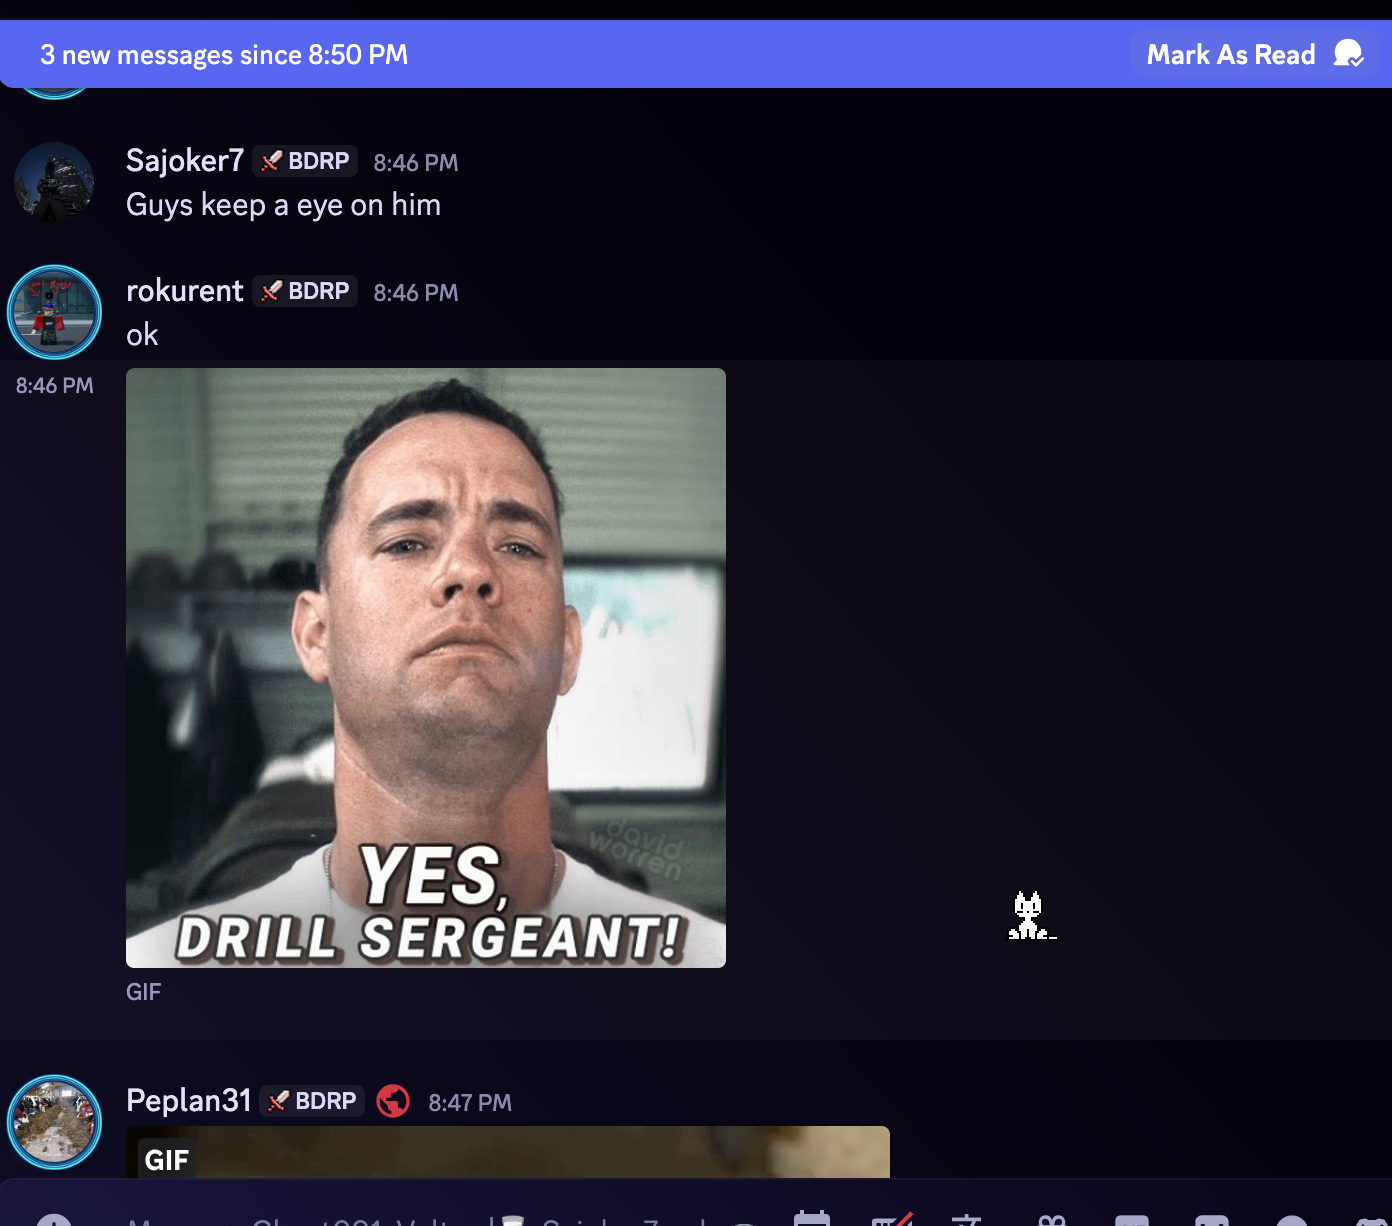 3 new messages since 8:50 PM
Mark As Read
Sajoker7 BDRP 8:46 PM
Guys keep a eye on him
rokurent BDRP 8:46 PM
ok
8:46 PM
david
worren
YES,
DRILL SERGEANT!
GIF
Peplan31 BDRP 8:47 PM
GIF